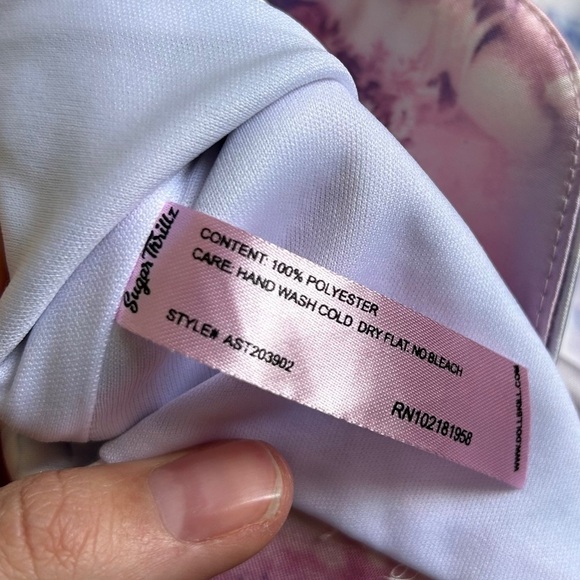 Sugar Thrillz
CONTENT: 100% POLYESTER
CARE: HAND WASH COLD. DRY FLAT. NO BLEACH
STYLE# AST203902
RN102181958
WWW.DOLLSKILL.COM